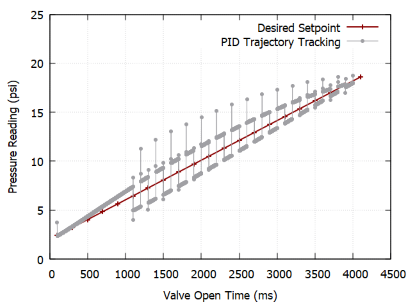 Desired Setpoint
PID Trajectory Tracking
Pressure Reading (psi)
25
20
15
10
5
0
0 500 1000 1500 2000 2500 3000 3500 4000 4500
Valve Open Time (ms)